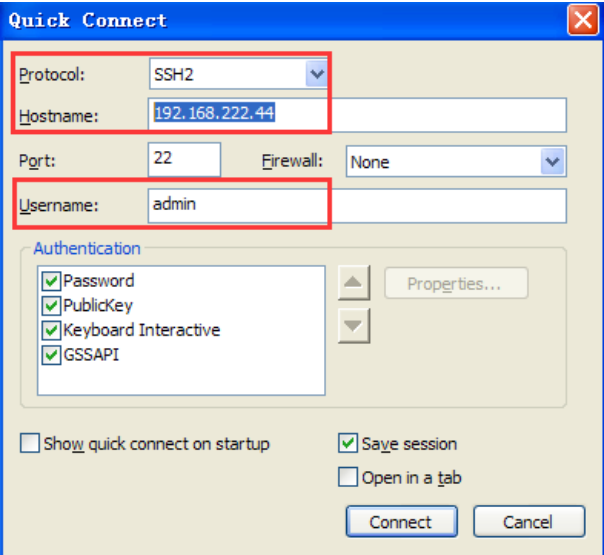 Quick Connect
Protocol: SSH2
Hostname: 192.168.222.44
Port: 22 Firewall: None
Username: admin
Authentication
Password
PublicKey
Keyboard Interactive
GSSAPI
Properties...
Show quick connect on startup
Save session
Open in a tab
Connect Cancel